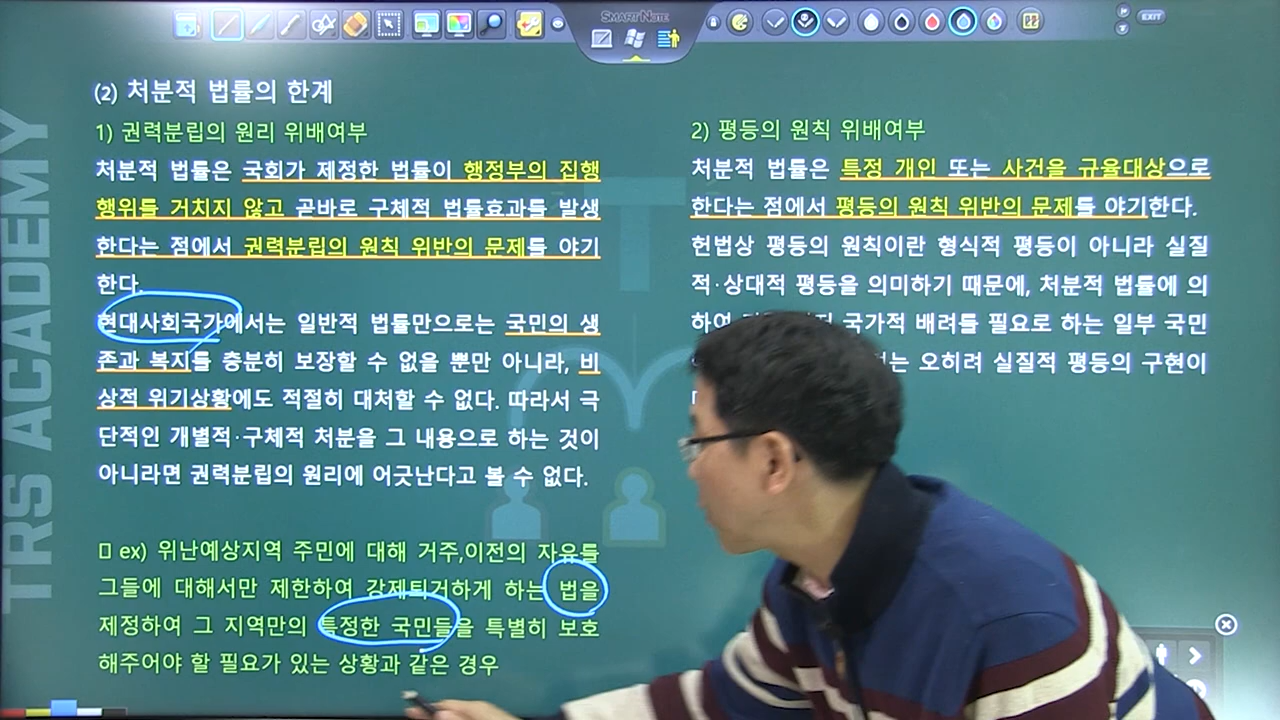 SMART NOTE
EXIT
TRS ACADEMY
(2) 처분적 법률의 한계
1) 권력분립의 원리 위배여부
처분적 법률은 국회가 제정한 법률이 행정부의 집행
행위를 거치지 않고 곧바로 구체적 법률효과를 발생
한다는 점에서 권력분립의 원칙 위반의 문제를 야기
한다.
현대사회국가에서는 일반적 법률만으로는 국민의 생
존과 복지를 충분히 보장할 수 없을 뿐만 아니라, 비
상적 위기상황에도 적절히 대처할 수 없다. 따라서 극
단적인 개별적·구체적 처분을 그 내용으로 하는 것이
아니라면 권력분립의 원리에 어긋난다고 볼 수 없다.
ex) 위난예상지역 주민에 대해 거주,이전의 자유를
그들에 대해서만 제한하여 강제퇴거하게 하는 법을
제정하여 그 지역만의 특정한 국민들을 특별히 보호
해주어야 할 필요가 있는 상황과 같은 경우
2) 평등의 원칙 위배여부
처분적 법률은 특정 개인 또는 사건을 규율대상으로
한다는 점에서 평등의 원칙 위반의 문제를 야기한다.
헌법상 평등의 원칙이란 형식적 평등이 아니라 실질
적·상대적 평등을 의미하기 때문에, 처분적 법률에 의
하여 국가적 배려를 필요로 하는 일부 국민
오히려 실질적 평등의 구현이